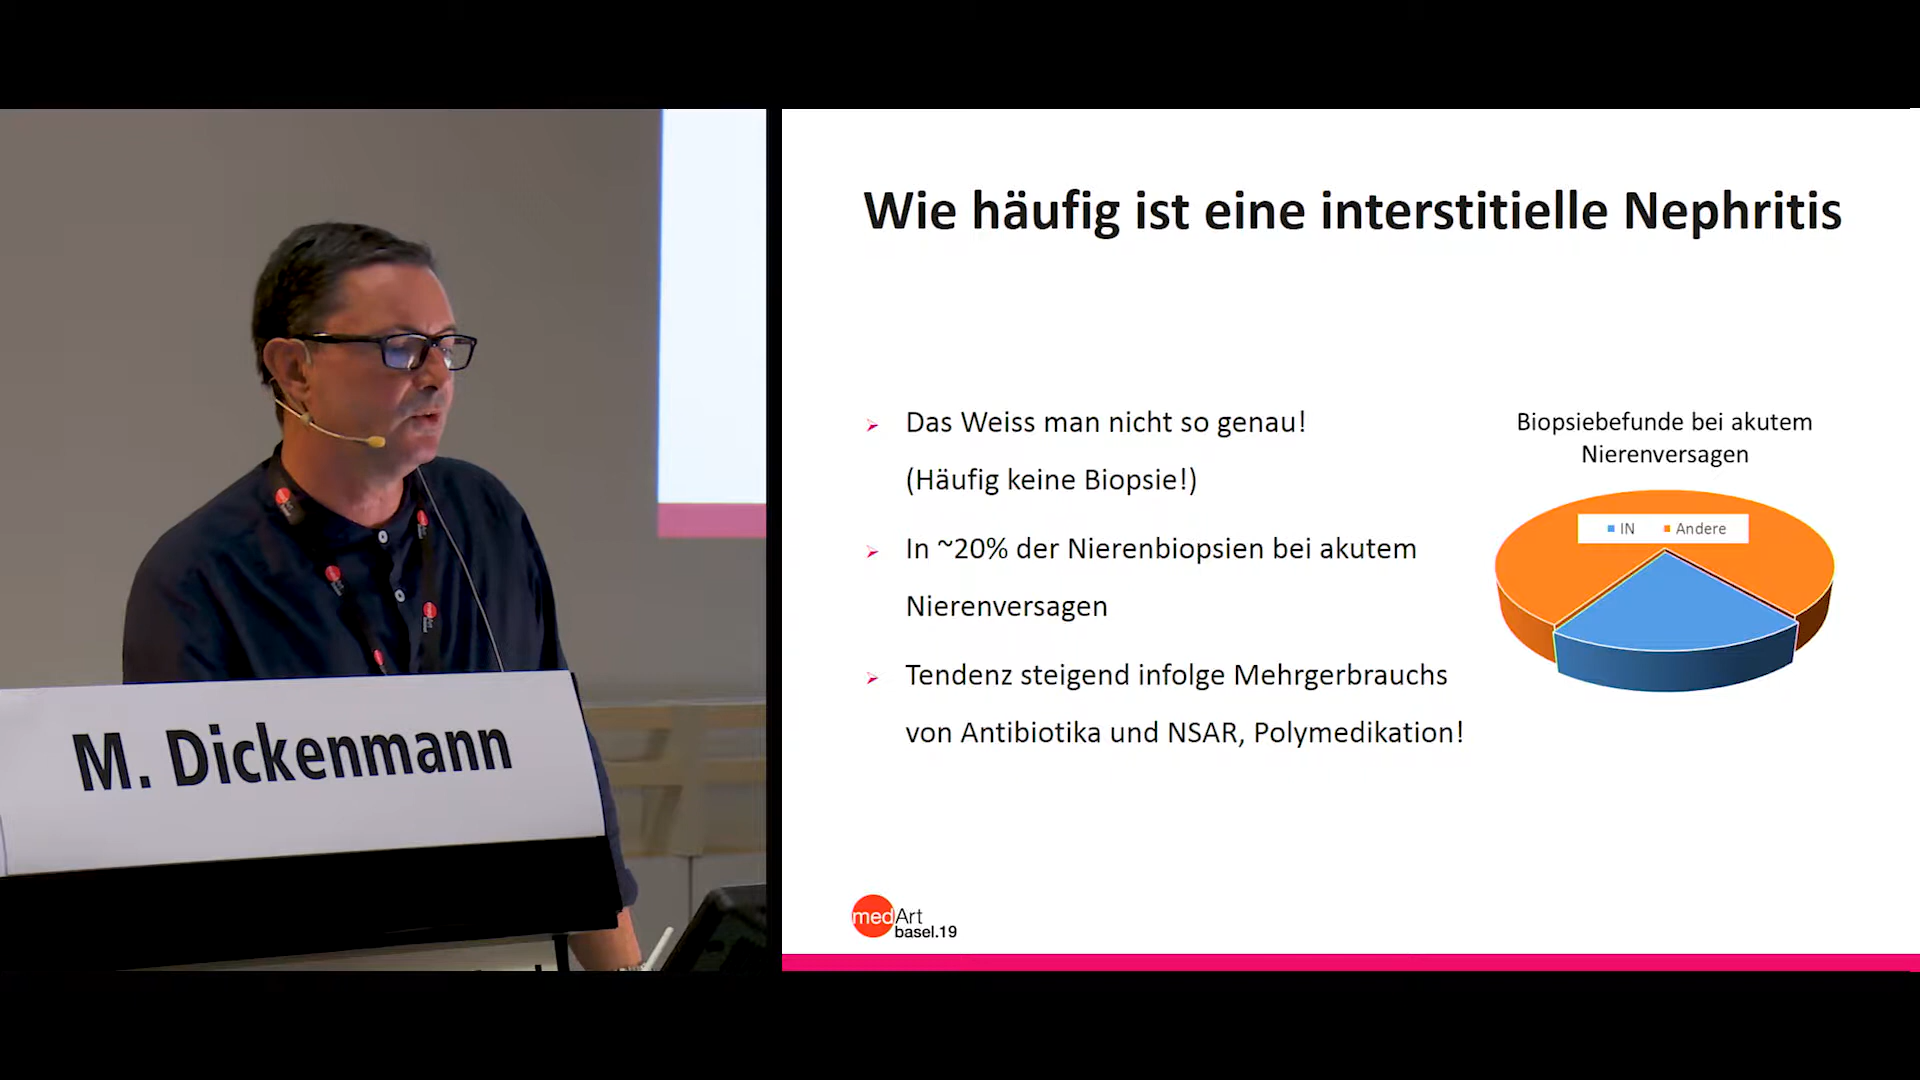 M. Dickenmann
Wie häufig ist eine interstitielle Nephritis
Das Weiss man nicht so genau!
(Häufig keine Biopsie!)
In ~20% der Nierenbiopsien bei akutem
Nierenversagen
Tendenz steigend infolge Mehrgerbrauchs
von Antibiotika und NSAR, Polymedikation!
Biopsiebefunde bei akutem
Nierenversagen
IN Andere
medArt
basel.19